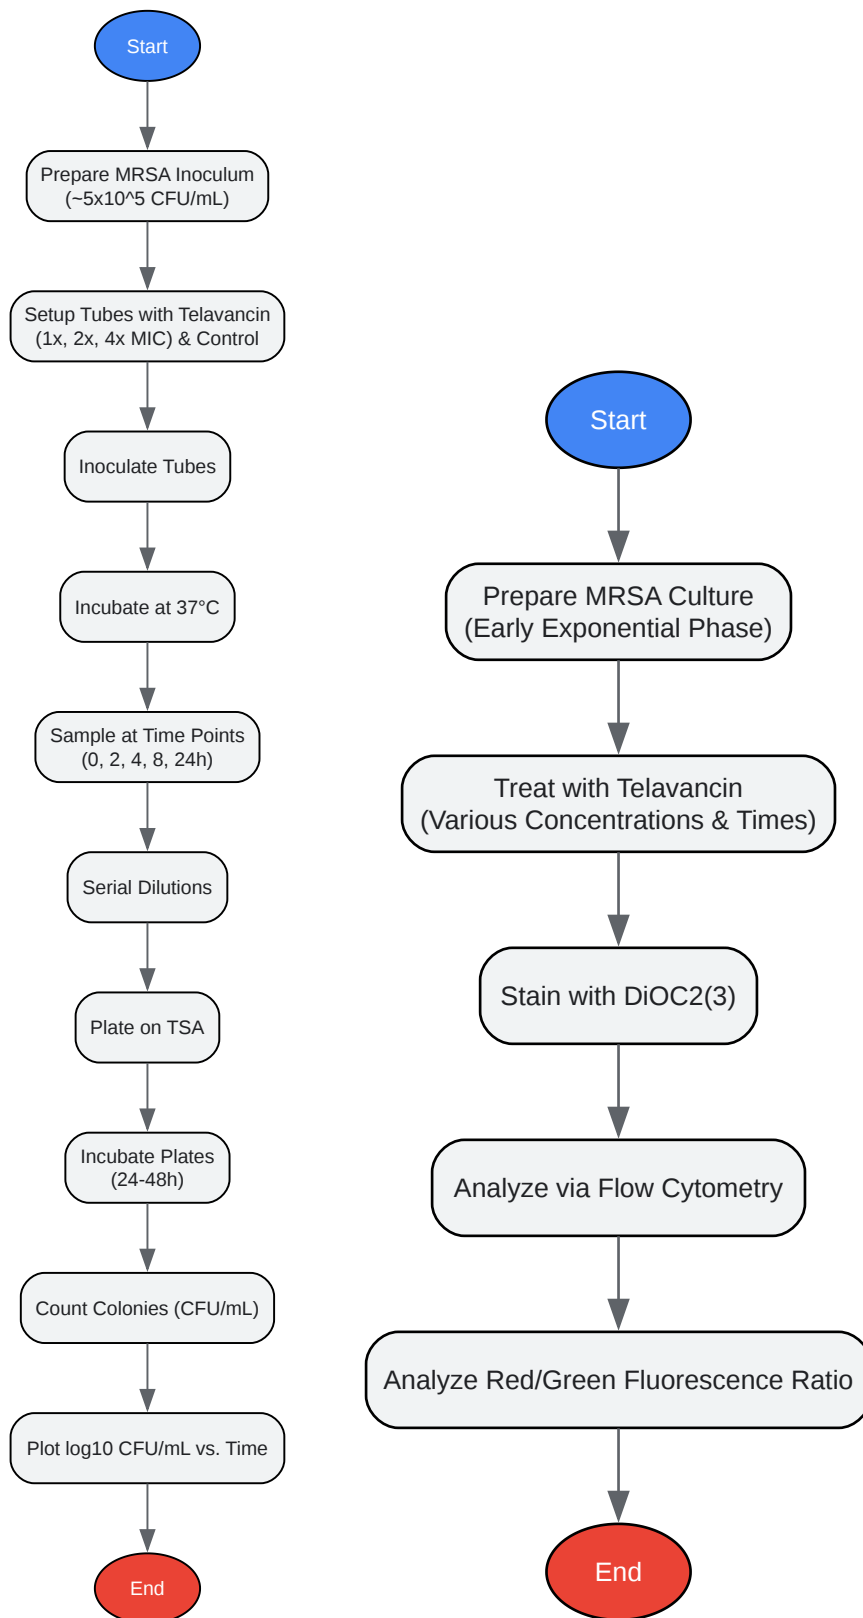 Start
Prepare MRSA Inoculum
(~5x10^5 CFU/mL)
Setup Tubes with Telavancin
(1x, 2x, 4x MIC) & Control
Inoculate Tubes
Incubate at 37°C
Sample at Time Points
(0, 2, 4, 8, 24h)
Serial Dilutions
Plate on TSA
Incubate Plates
(24-48h)
Count Colonies (CFU/mL)
Plot log10 CFU/mL vs. Time
End
Start
Prepare MRSA Culture
(Early Exponential Phase)
Treat with Telavancin
(Various Concentrations & Times)
Stain with DiOC2(3)
Analyze via Flow Cytometry
Analyze Red/Green Fluorescence Ratio
End